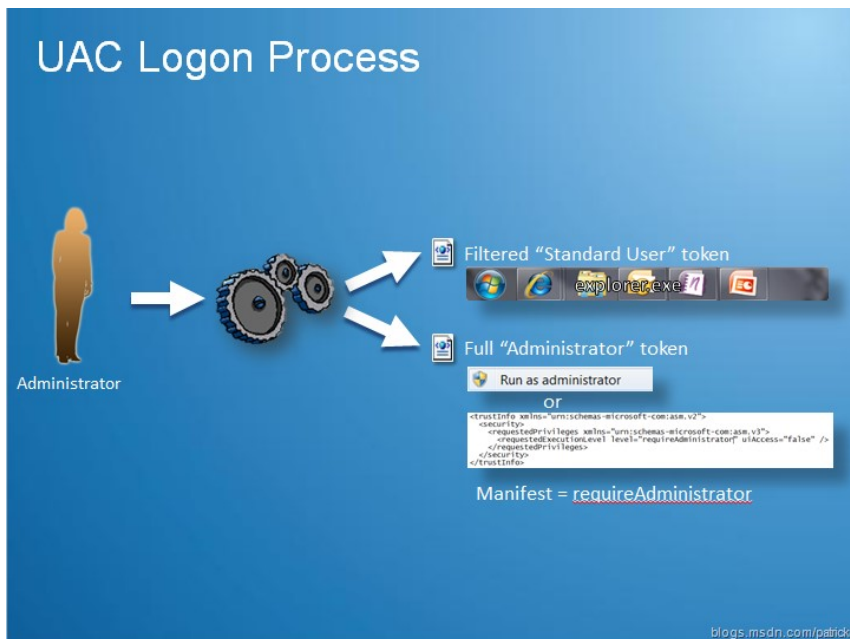 UAC Logon Process
Administrator
Filtered “Standard User” token
explorer.exe
Full “Administrator” token
Run as administrator
or
<trustInfo xmlns="urn:schemas-microsoft-com:asm.v2">
<security>
<requestedPrivileges xmlns="urn:schemas-microsoft-com:asm.v3">
<requestedExecutionLevel level="requireAdministrator" uiAccess="false" />
</requestedPrivileges>
</security>
</trustInfo>
Manifest = requireAdministrator
blogs.msdn.com/patrick